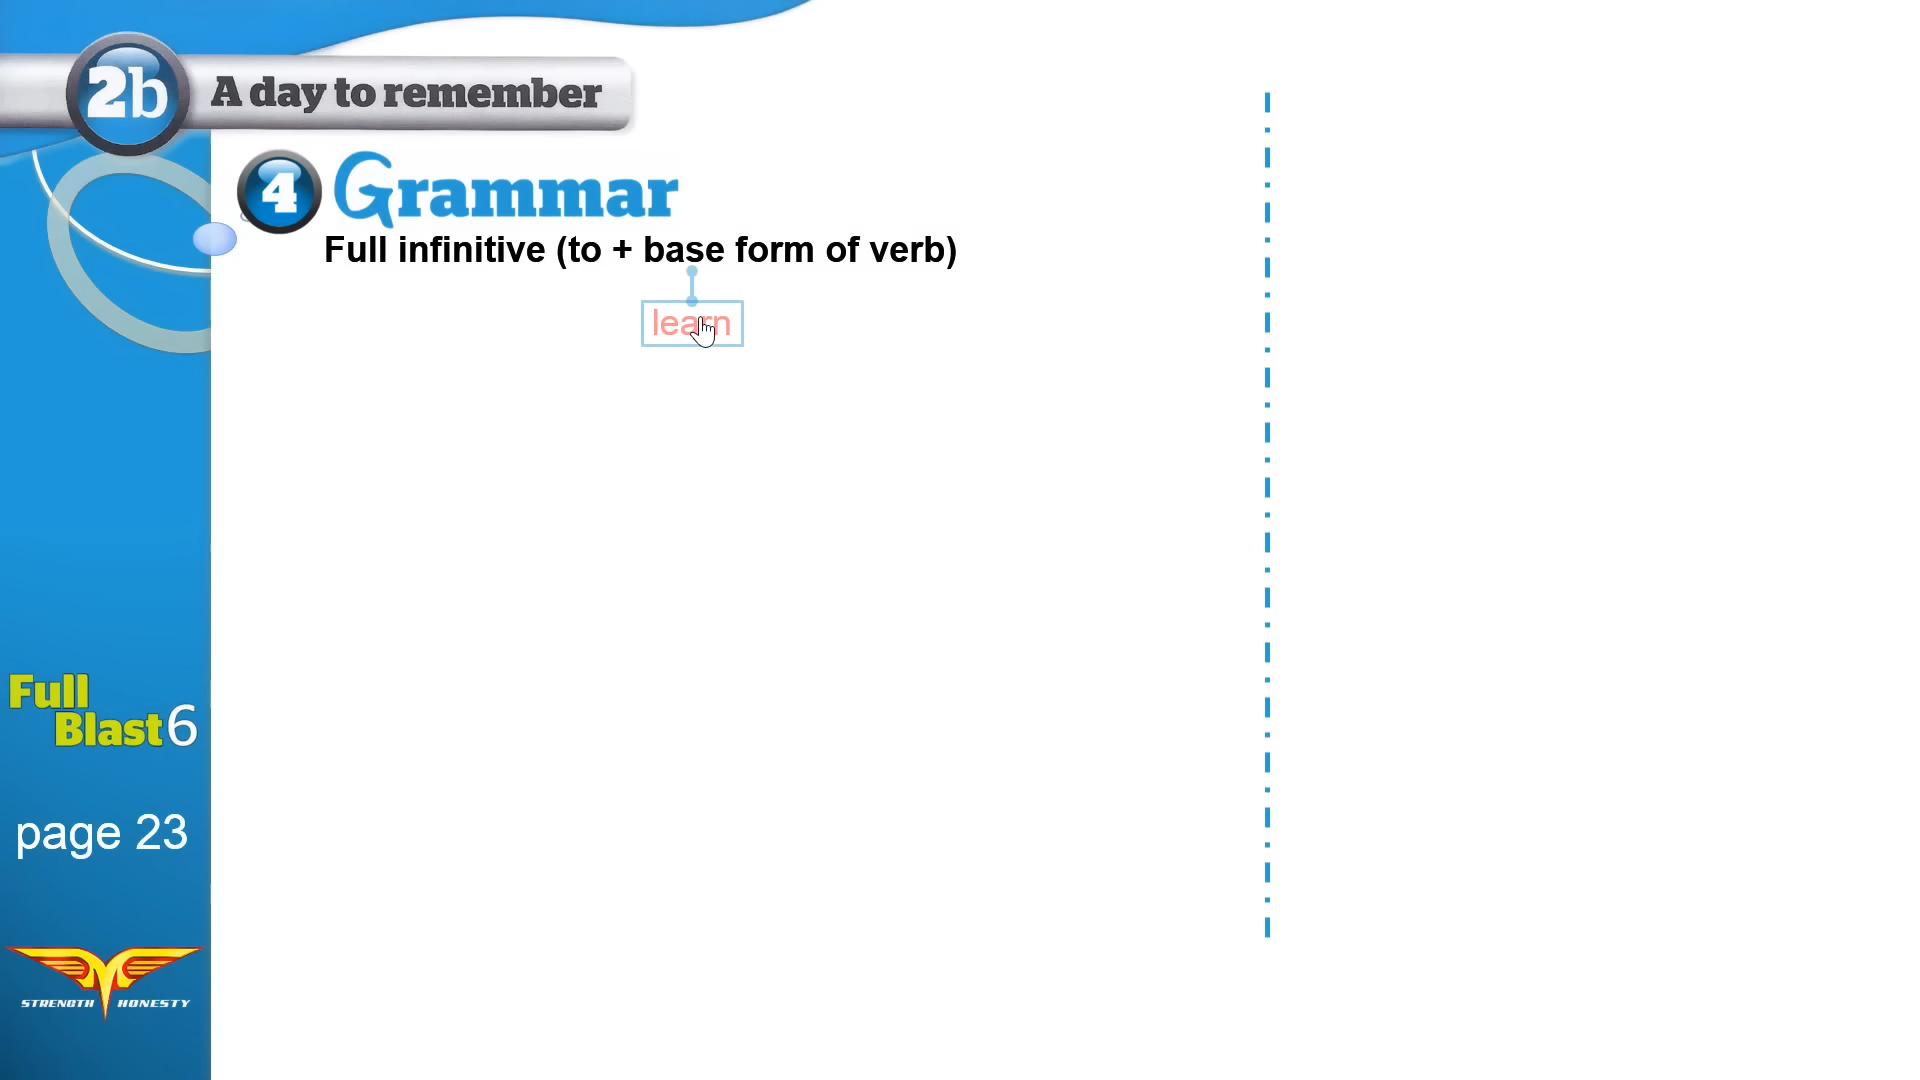 2b A day to remember
4 Grammar
Full infinitive (to + base form of verb)
learn
Full
Blast 6
page 23
STRENGTH HONESTY